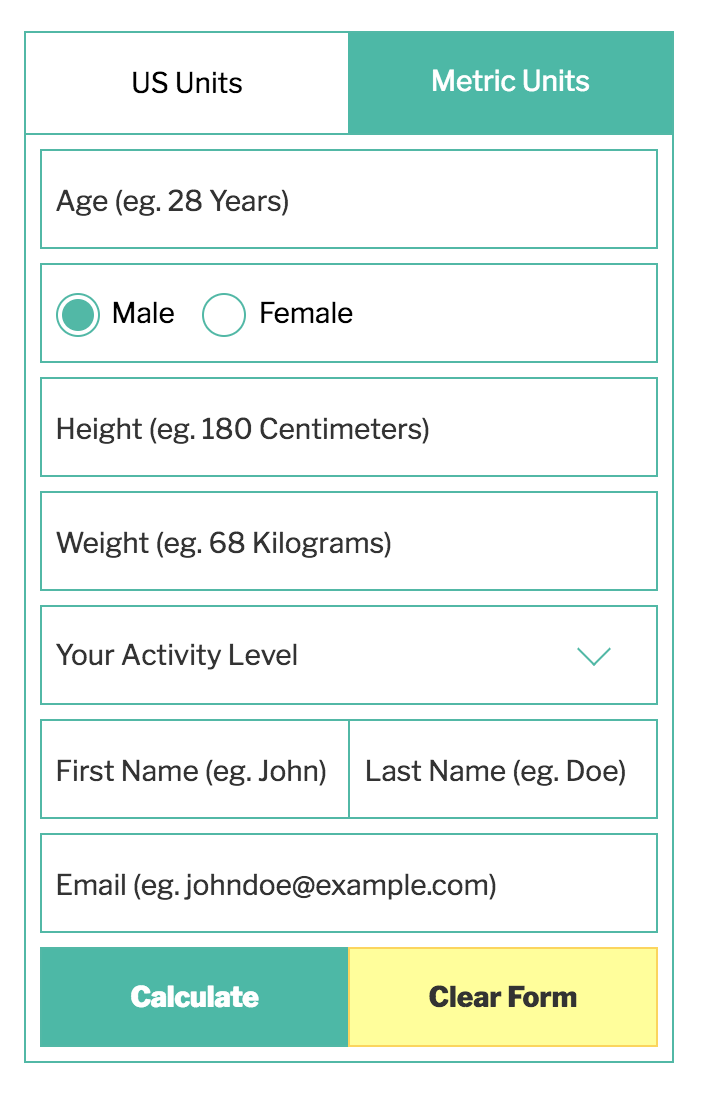 US Units Metric Units
Age (eg. 28 Years)
Male Female
Height (eg. 180 Centimeters)
Weight (eg. 68 Kilograms)
Your Activity Level
First Name (eg. John) Last Name (eg. Doe)
Email (eg. johndoe@example.com)
Calculate Clear Form